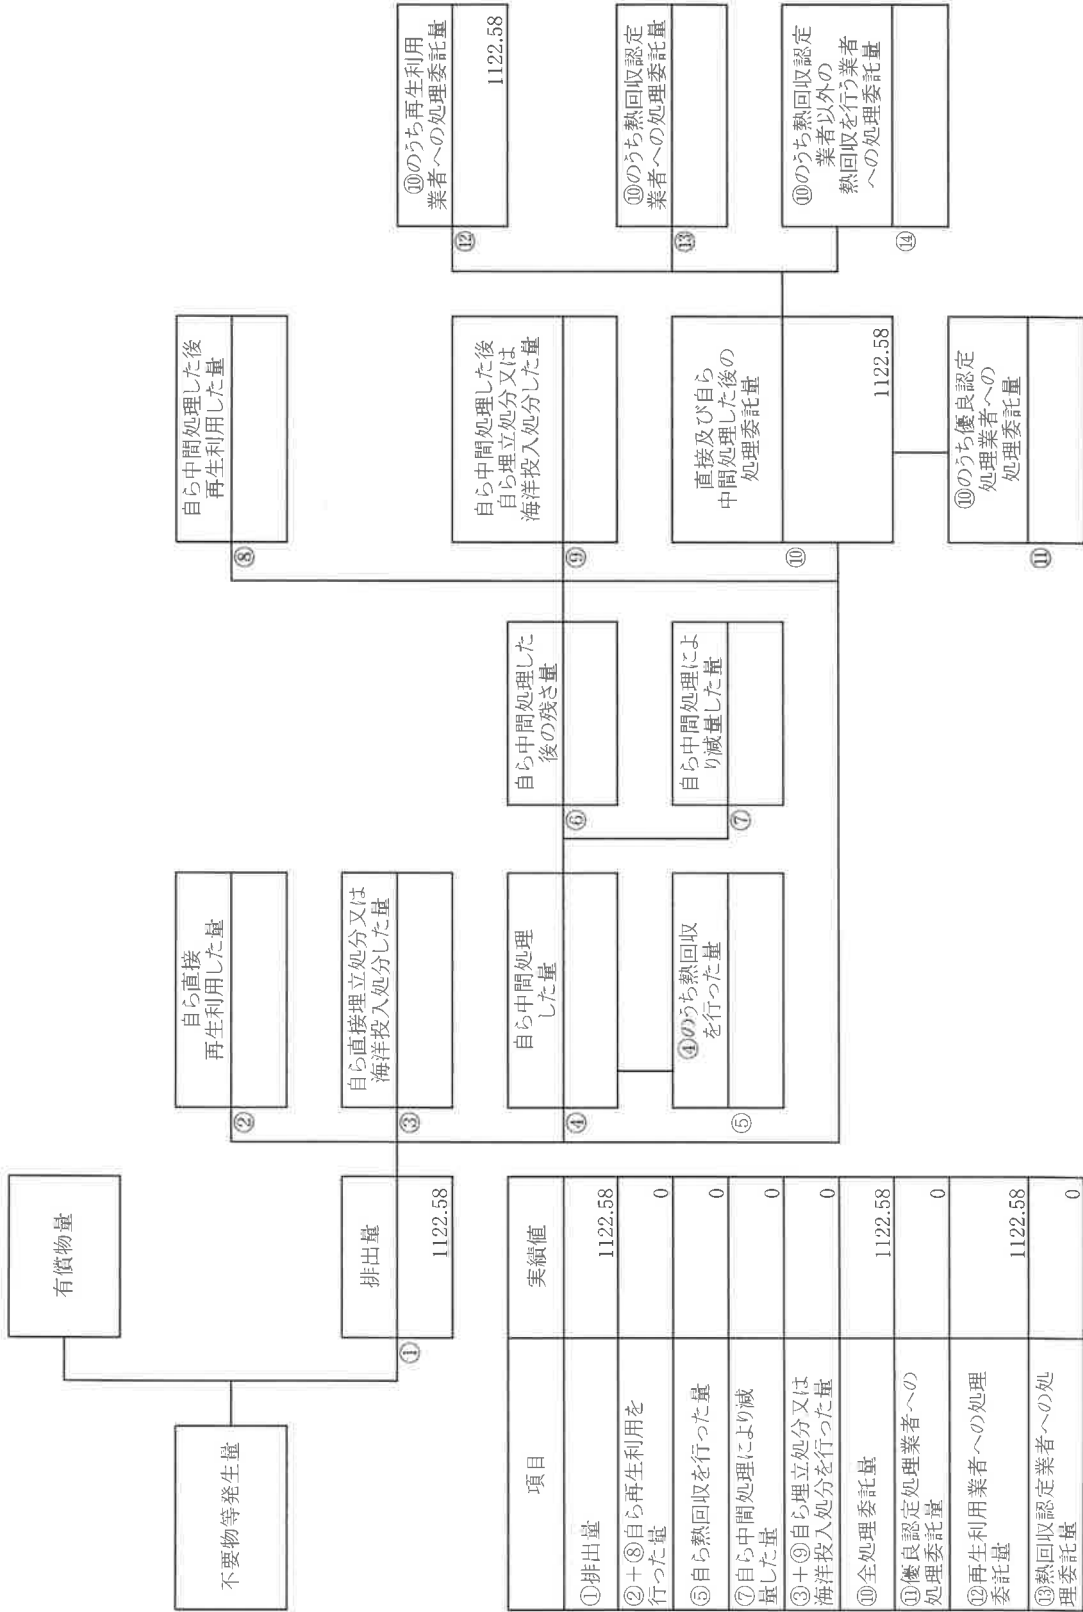 不要物等発生量
有償物量
①
排出量
1122.58
②
自ら直接
再生利用した量
③
自ら直接埋立処分又は
海洋投入処分した量
④
自ら中間処理
した量
⑤
④のうち熱回収
を行った量
⑥
自ら中間処理した
後の残さ量
⑦
自ら中間処理によ
り減量した量
⑧
自ら中間処理した後
再生利用した量
⑨
自ら中間処理した後
自ら埋立処分又は
海洋投入処分した量
⑩
直接及び自ら
中間処理した後の
処理委託量
1122.58
⑪
⑩のうち優良認定
処理業者への
処理委託量
⑫
⑩のうち再生利用
業者への処理委託量
1122.58
⑬
⑩のうち熱回収認定
業者への処理委託量
⑭
⑩のうち熱回収認定
業者以外の
熱回収を行う業者
への処理委託量
項目 実績値
①排出量 1122.58
②+⑧自ら再生利用を
行った量 0
⑤自ら熱回収を行った量 0
⑦自ら中間処理により減
量した量 0
③+⑨自ら埋立処分又は
海洋投入処分を行った量 0
⑩全処理委託量 1122.58
⑪優良認定処理業者への
処理委託量 0
⑫再生利用業者への処理
委託量 1122.58
⑬熱回収認定業者への処
理委託量 0